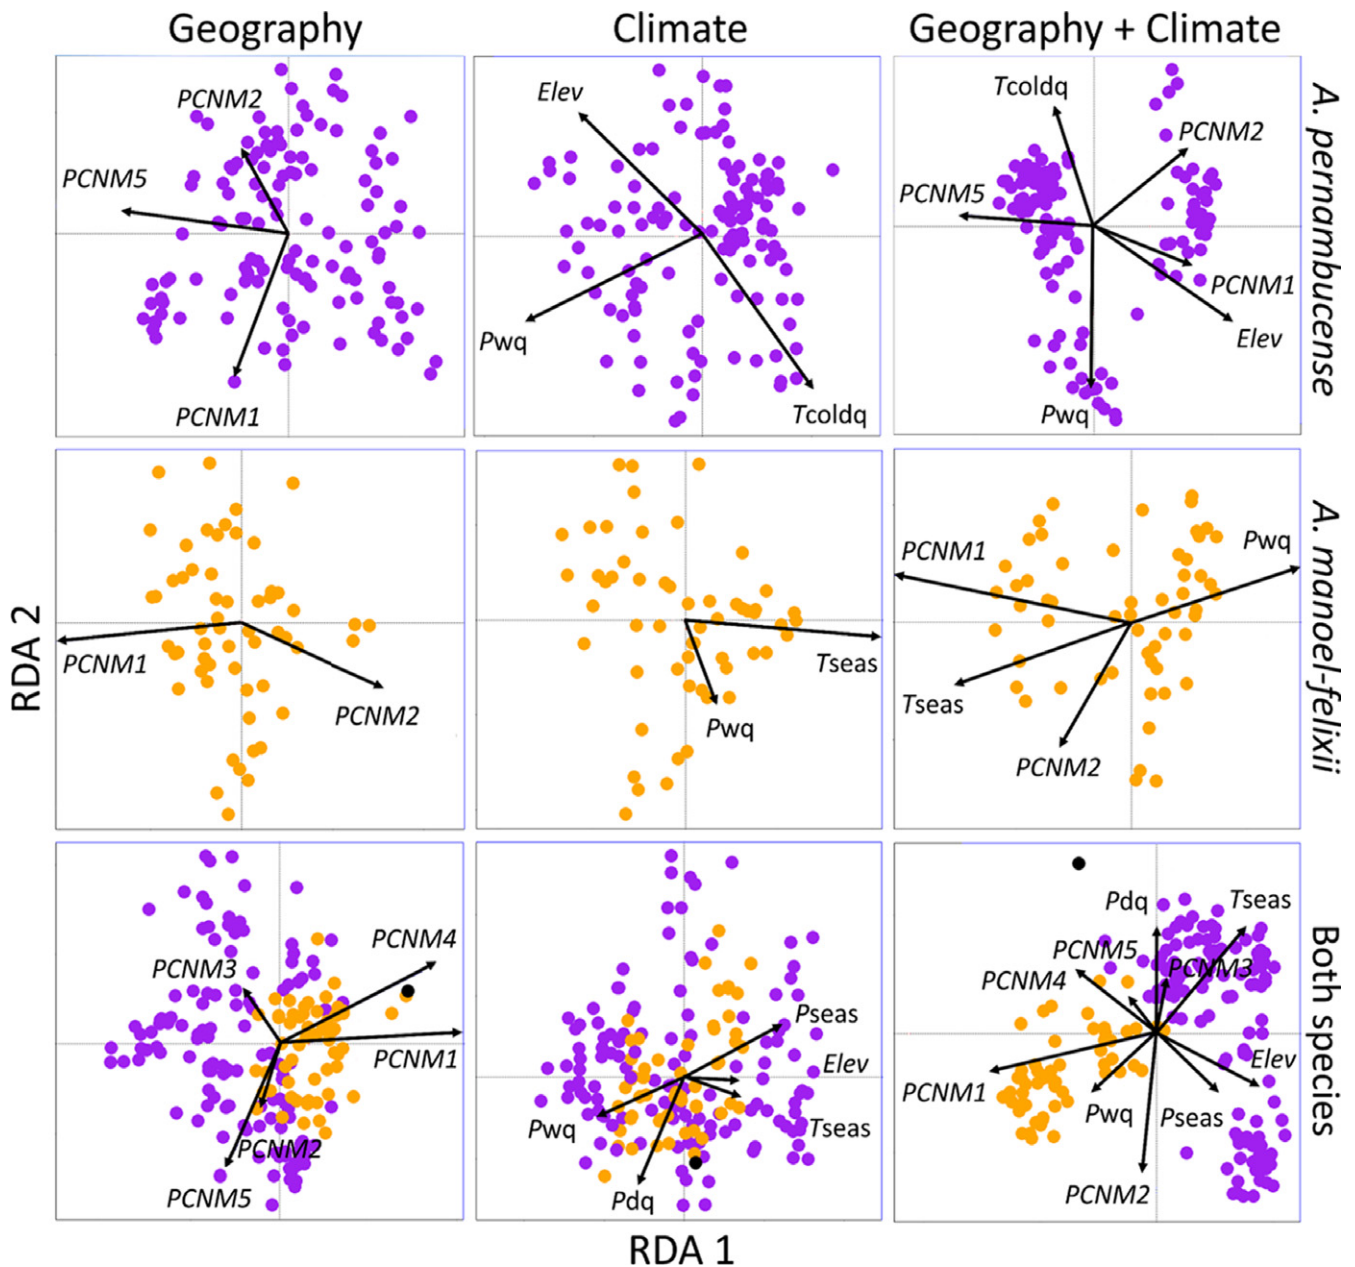 Geography
Climate
Geography + Climate
PCNM2
PCNM5
PCNM1
Elev
Pwq
Tcoldq
Tcoldq
PCNM2
PCNM5
PCNM1
Elev
Pwq
A. pernambucense
PCNM1
PCNM2
Tseas
Pwq
PCNM1
Pwq
Tseas
PCNM2
A. manoel-felixii
RDA 2
PCNM4
PCNM3
PCNM1
PCNM2
PCNM5
Pseas
Elev
Pwq
Tseas
Pdq
Pdq
Tseas
PCNM5
PCNM3
PCNM4
Elev
PCNM1
Pwq
Pseas
PCNM2
Both species
RDA 1